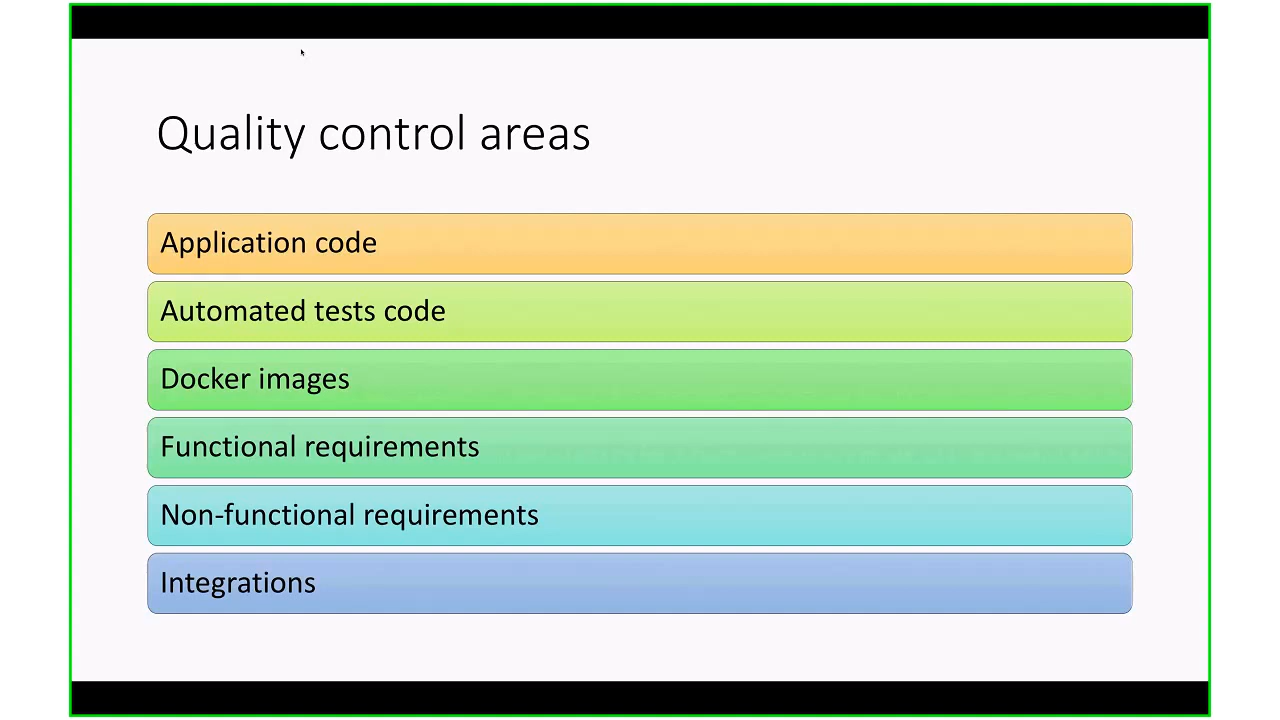 Quality control areas
Application code
Automated tests code
Docker images
Functional requirements
Non-functional requirements
Integrations